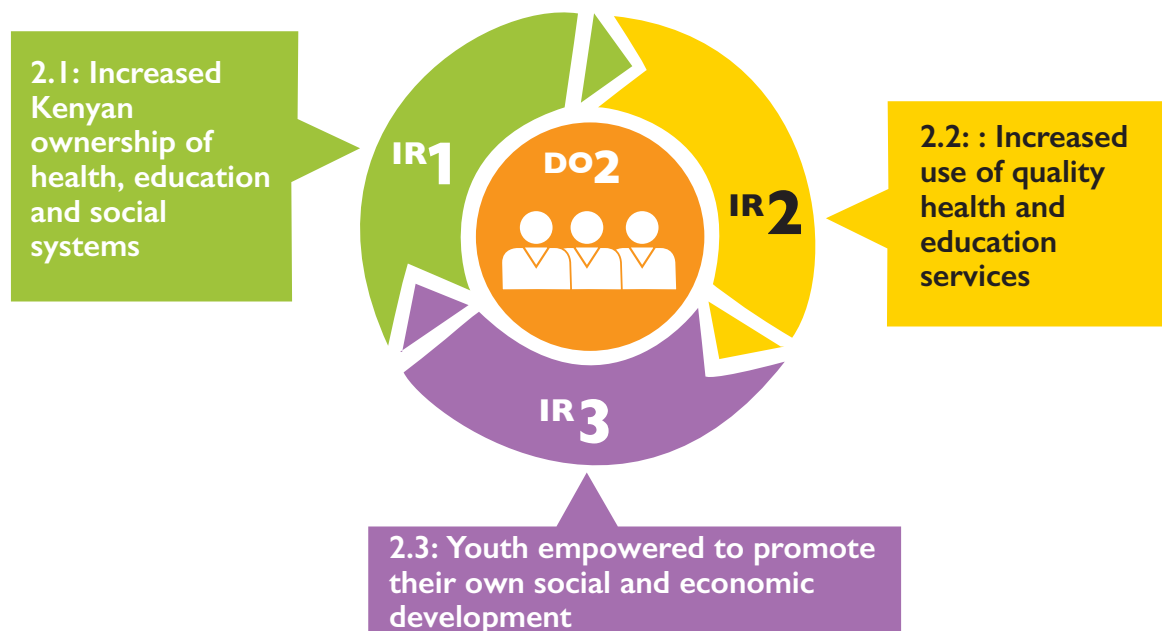 2.1: Increased
Kenyan
ownership of
health, education
and social
systems
IR1
DO2
IR2
2.2: : Increased
use of quality
health and
education
services
IR3
2.3: Youth empowered to promote
their own social and economic
development